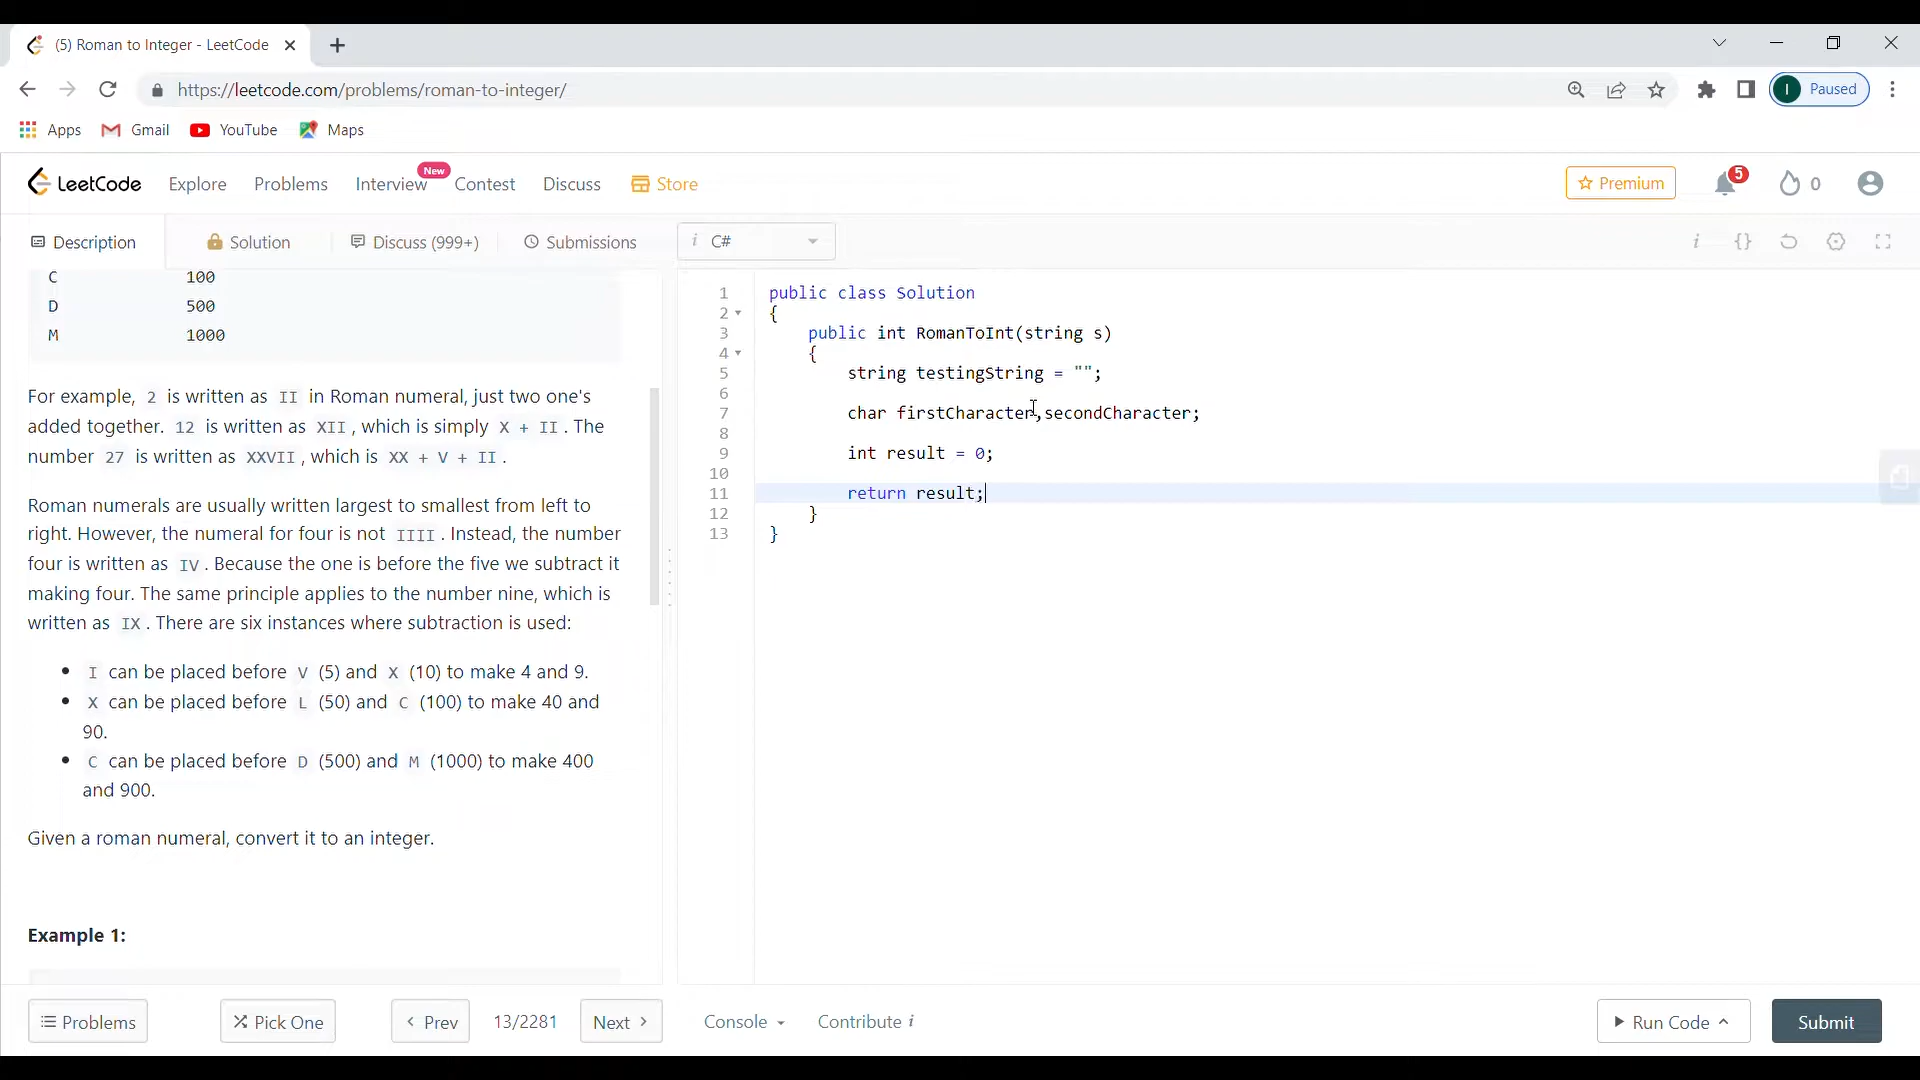 (5) Roman to Integer - LeetCode
https://leetcode.com/problems/roman-to-integer/
I Paused
Apps Gmail YouTube Maps
LeetCode Explore Problems Interview New Contest Discuss Store Premium 5 0
Description Solution Discuss (999+) Submissions i C# i {}
C 100
D 500
M 1000
For example, 2 is written as II in Roman numeral, just two one's
added together. 12 is written as XII, which is simply X + II. The
number 27 is written as XXVII, which is XX + V + II.
Roman numerals are usually written largest to smallest from left to
right. However, the numeral for four is not IIII. Instead, the number
four is written as IV. Because the one is before the five we subtract it
making four. The same principle applies to the number nine, which is
written as IX. There are six instances where subtraction is used:
• I can be placed before V (5) and X (10) to make 4 and 9.
• X can be placed before L (50) and C (100) to make 40 and
90.
• C can be placed before D (500) and M (1000) to make 400
and 900.
Given a roman numeral, convert it to an integer.
Example 1:
1 public class Solution
2 {
3 public int RomanToInt(string s)
4 {
5 string testingString = "";
6
7 char firstCharacter,secondCharacter;
8
9 int result = 0;
10
11 return result;
12 }
13 }
Problems Pick One Prev 13/2281 Next Console Contribute i Run Code Submit